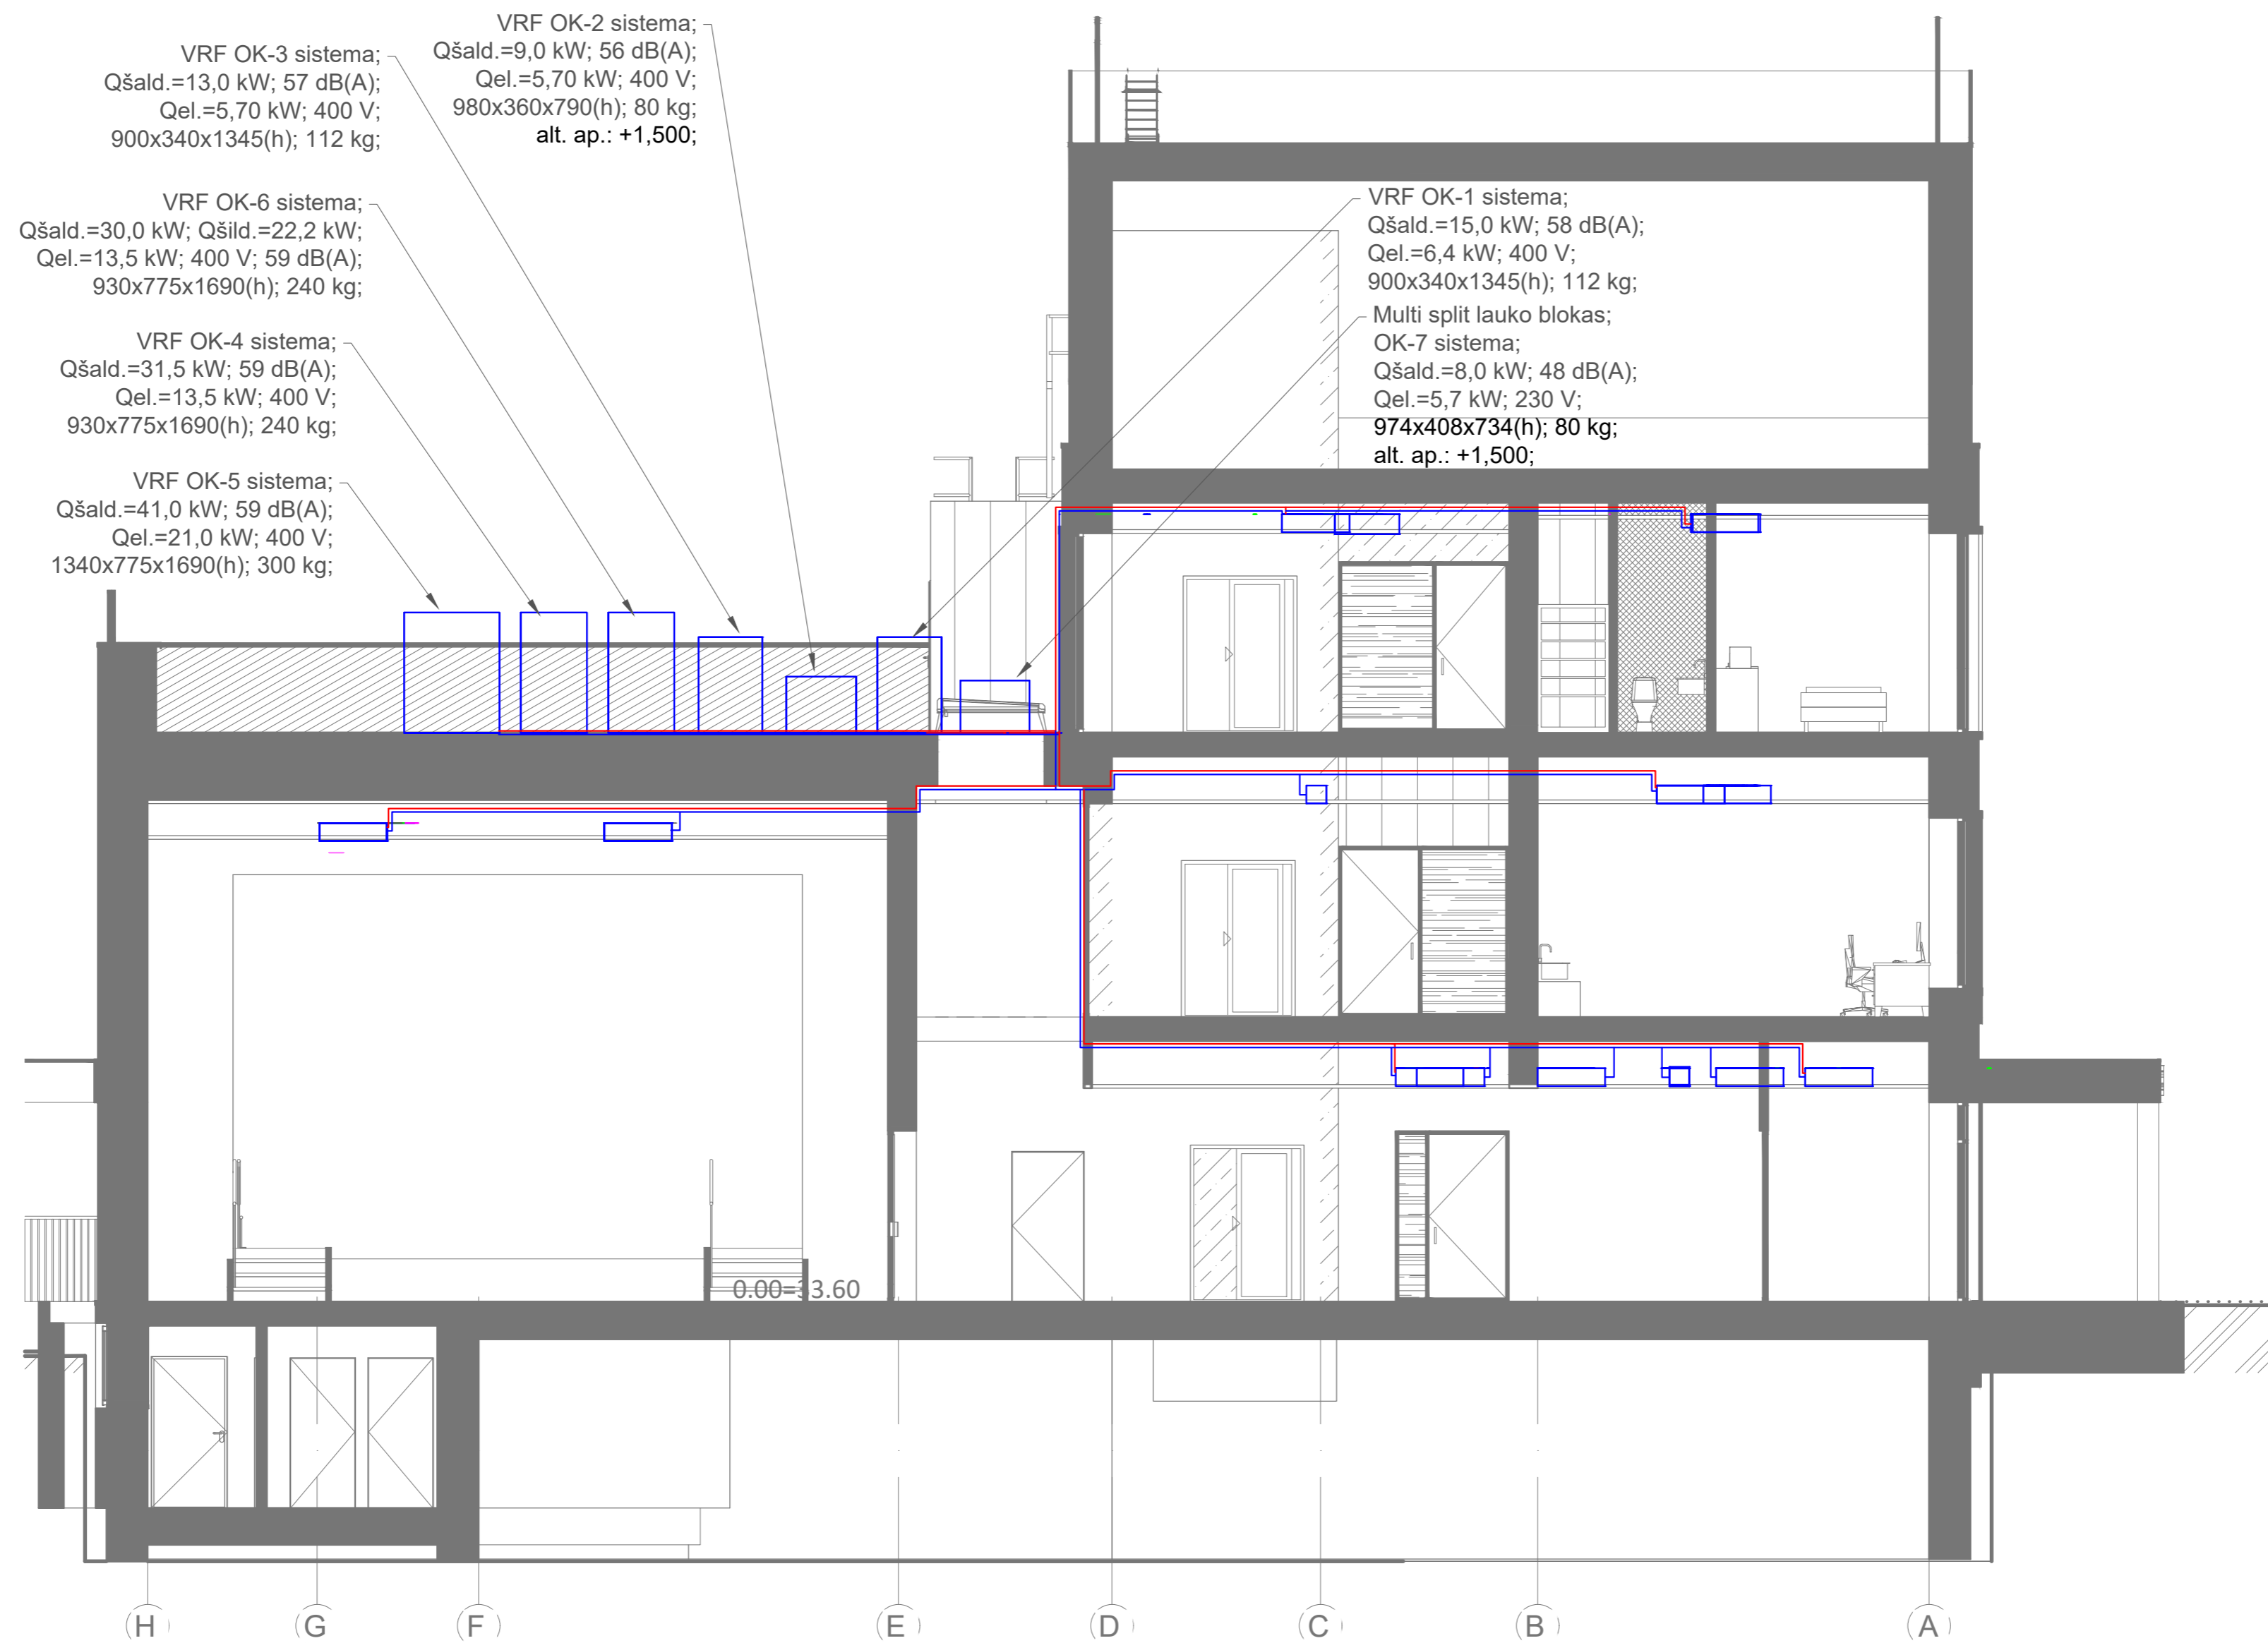 VRF OK-2 sistema;
Qšald.=9,0 kW; 56 dB(A);
Qel.=5,70 kW; 400 V;
980x360x790(h); 80 kg;
alt. ap.: +1,500;
VRF OK-3 sistema;
Qšald.=13,0 kW; 57 dB(A);
Qel.=5,70 kW; 400 V;
900x340x1345(h); 112 kg;
VRF OK-6 sistema;
Qšald.=30,0 kW; Qšild.=22,2 kW;
Qel.=13,5 kW; 400 V; 59 dB(A);
930x775x1690(h); 240 kg;
VRF OK-4 sistema;
Qšald.=31,5 kW; 59 dB(A);
Qel.=13,5 kW; 400 V;
930x775x1690(h); 240 kg;
VRF OK-5 sistema;
Qšald.=41,0 kW; 59 dB(A);
Qel.=21,0 kW; 400 V;
1340x775x1690(h); 300 kg;
VRF OK-1 sistema;
Qšald.=15,0 kW; 58 dB(A);
Qel.=6,4 kW; 400 V;
900x340x1345(h); 112 kg;
Multi split lauko blokas;
OK-7 sistema;
Qšald.=8,0 kW; 48 dB(A);
Qel.=5,7 kW; 230 V;
974x408x734(h); 80 kg;
alt. ap.: +1,500;
0.00=33.60
H G F E D C B A